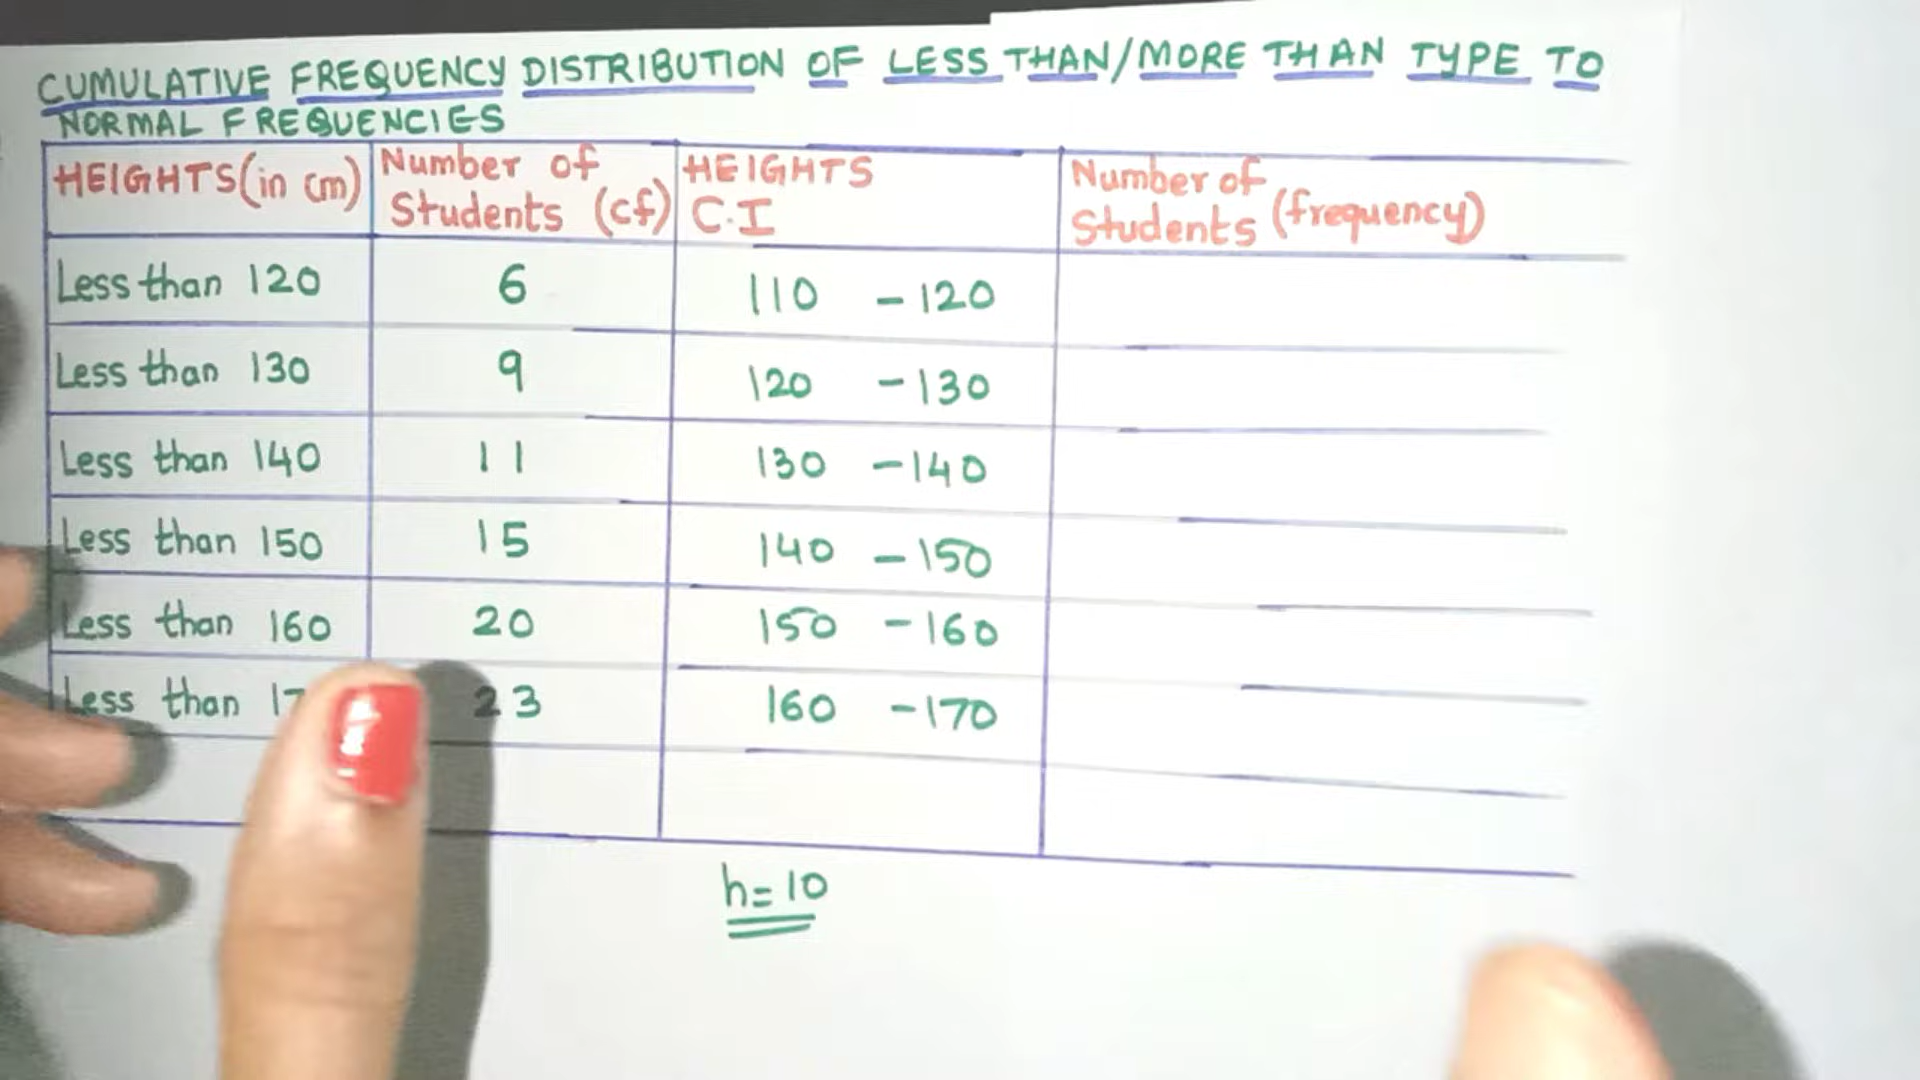 CUMULATIVE FREQUENCY DISTRIBUTION OF LESS THAN/MORE THAN TYPE TO
NORMAL FREQUENCIES
HEIGHTS(in cm) Number of Students (cf) HEIGHTS C.I Number of Students (frequency)
Less than 120 6 110 - 120
Less than 130 9 120 - 130
Less than 140 11 130 - 140
Less than 150 15 140 - 150
Less than 160 20 150 - 160
Less than 23 160 - 170
h = 10